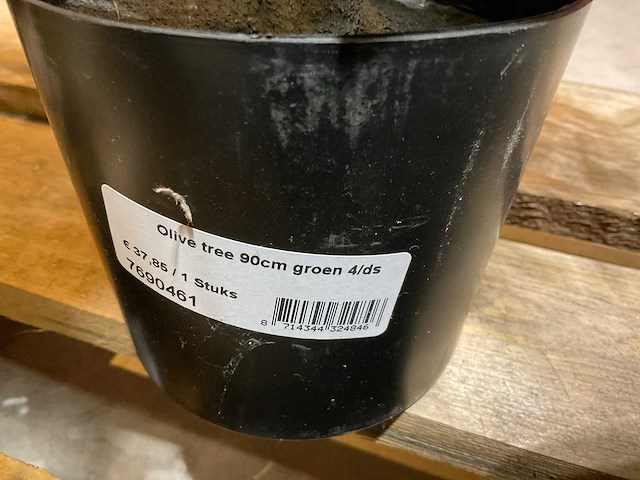 Olive tree 90cm groen 4/ds
€ 37,85 / 1 Stuks
7690461
8 714344 324846